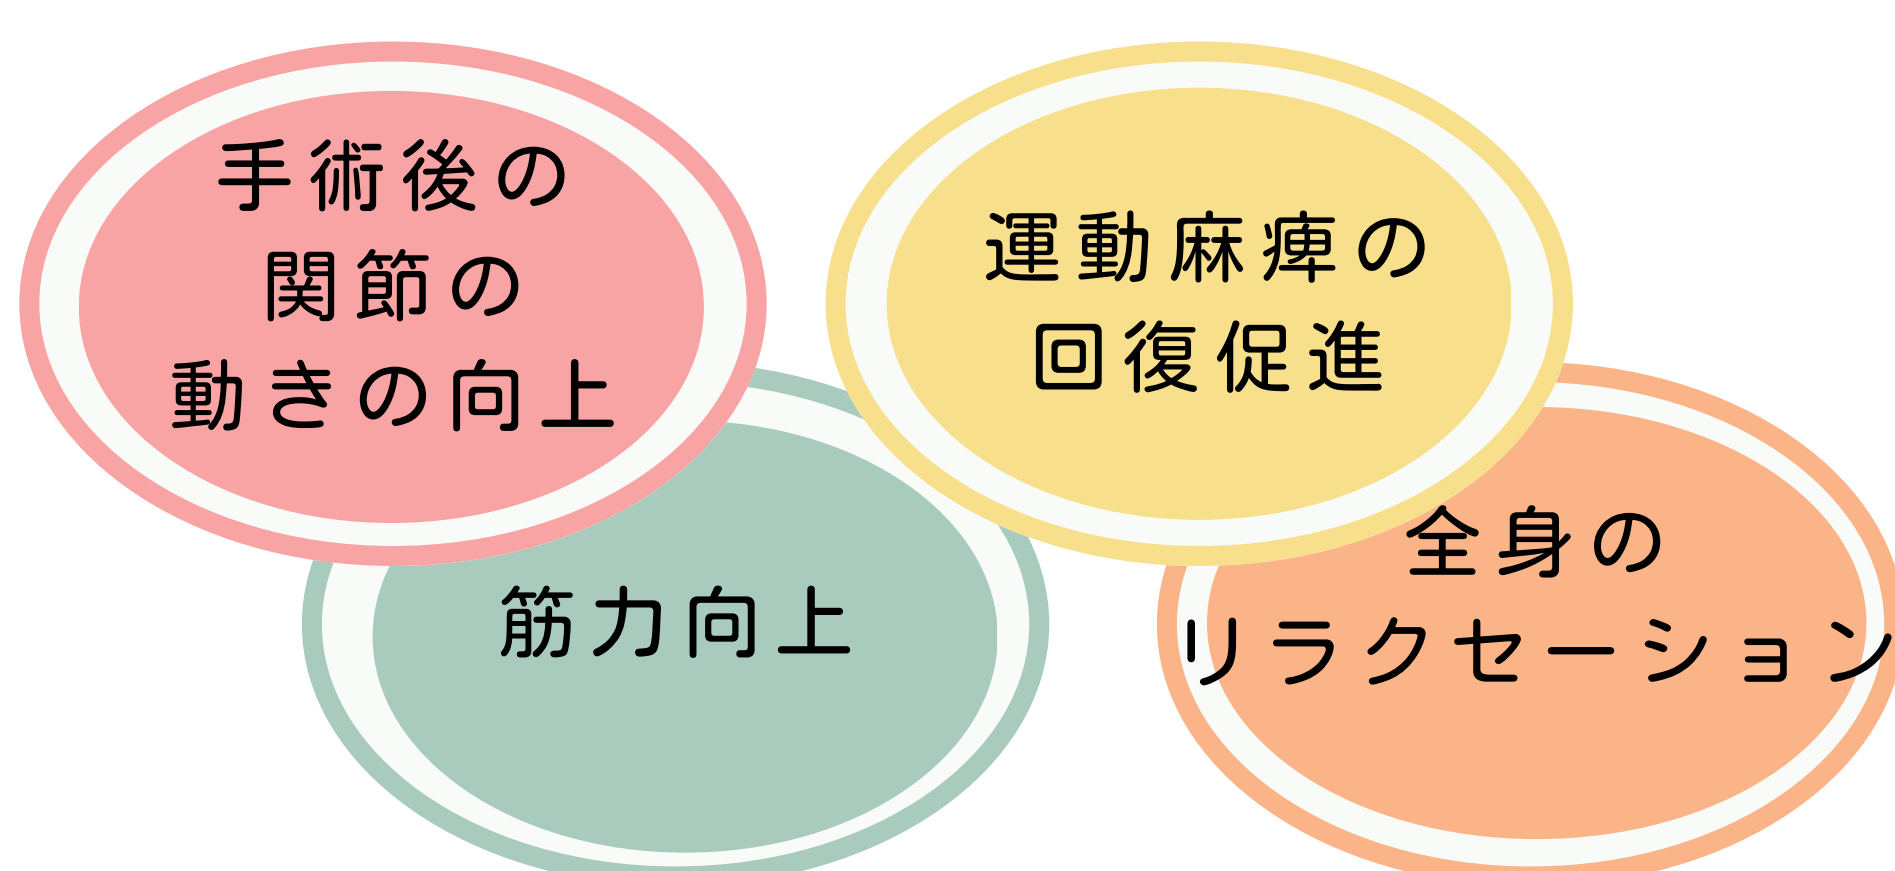 手術後の
関節の
動きの向上
運動麻痺の
回復促進
筋力向上
全身の
リラクセーション